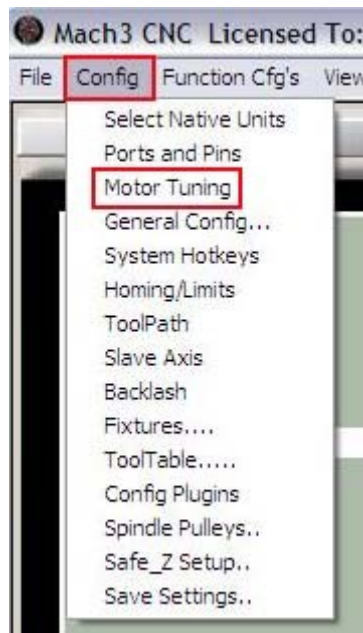 Mach3 CNC Licensed To:
File Config Function Cfg's View
Select Native Units
Ports and Pins
Motor Tuning
General Config...
System Hotkeys
Homing/Limits
ToolPath
Slave Axis
Backlash
Fixtures....
ToolTable.....
Config Plugins
Spindle Pulleys..
Safe_Z Setup..
Save Settings..